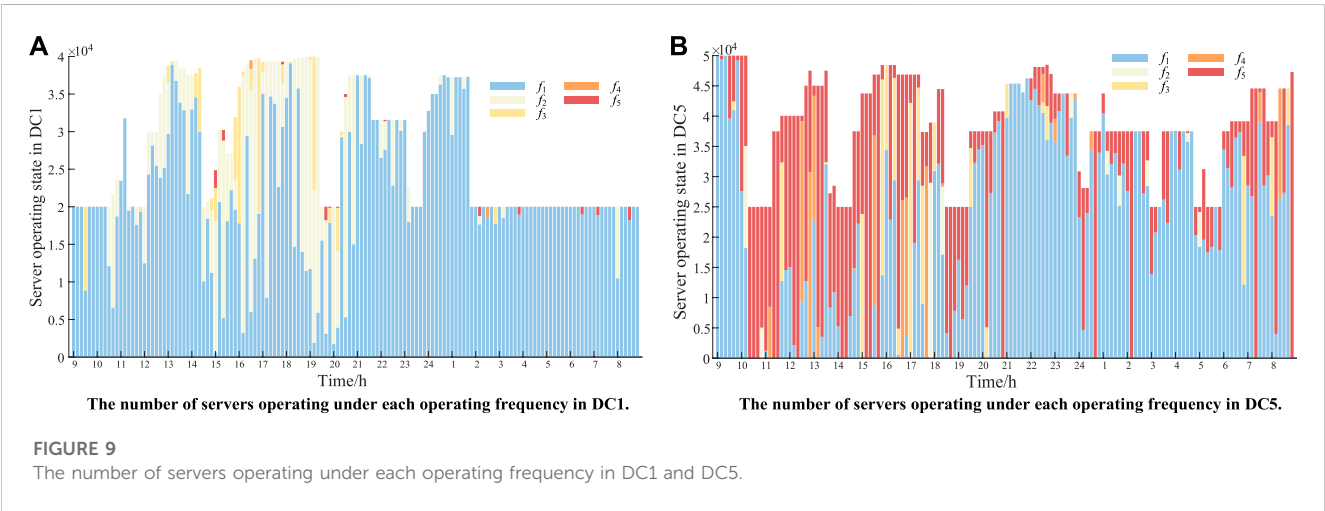 A
×10⁴
4
3.5
3
2.5
2
1.5
1
0.5
0
Server operating state in DC1
f₁ f₄
f₂ f₅
f₃
9 10 11 12 13 14 15 16 17 18 19 20 21 22 23 24 1 2 3 4 5 6 7 8
Time/h
The number of servers operating under each operating frequency in DC1.
B
×10⁴
5
4.5
4
3.5
3
2.5
2
1.5
1
0.5
0
Server operating state in DC5
f₁ f₄
f₂ f₅
f₃
9 10 11 12 13 14 15 16 17 18 19 20 21 22 23 24 1 2 3 4 5 6 7 8
Time/h
The number of servers operating under each operating frequency in DC5.
FIGURE 9
The number of servers operating under each operating frequency in DC1 and DC5.